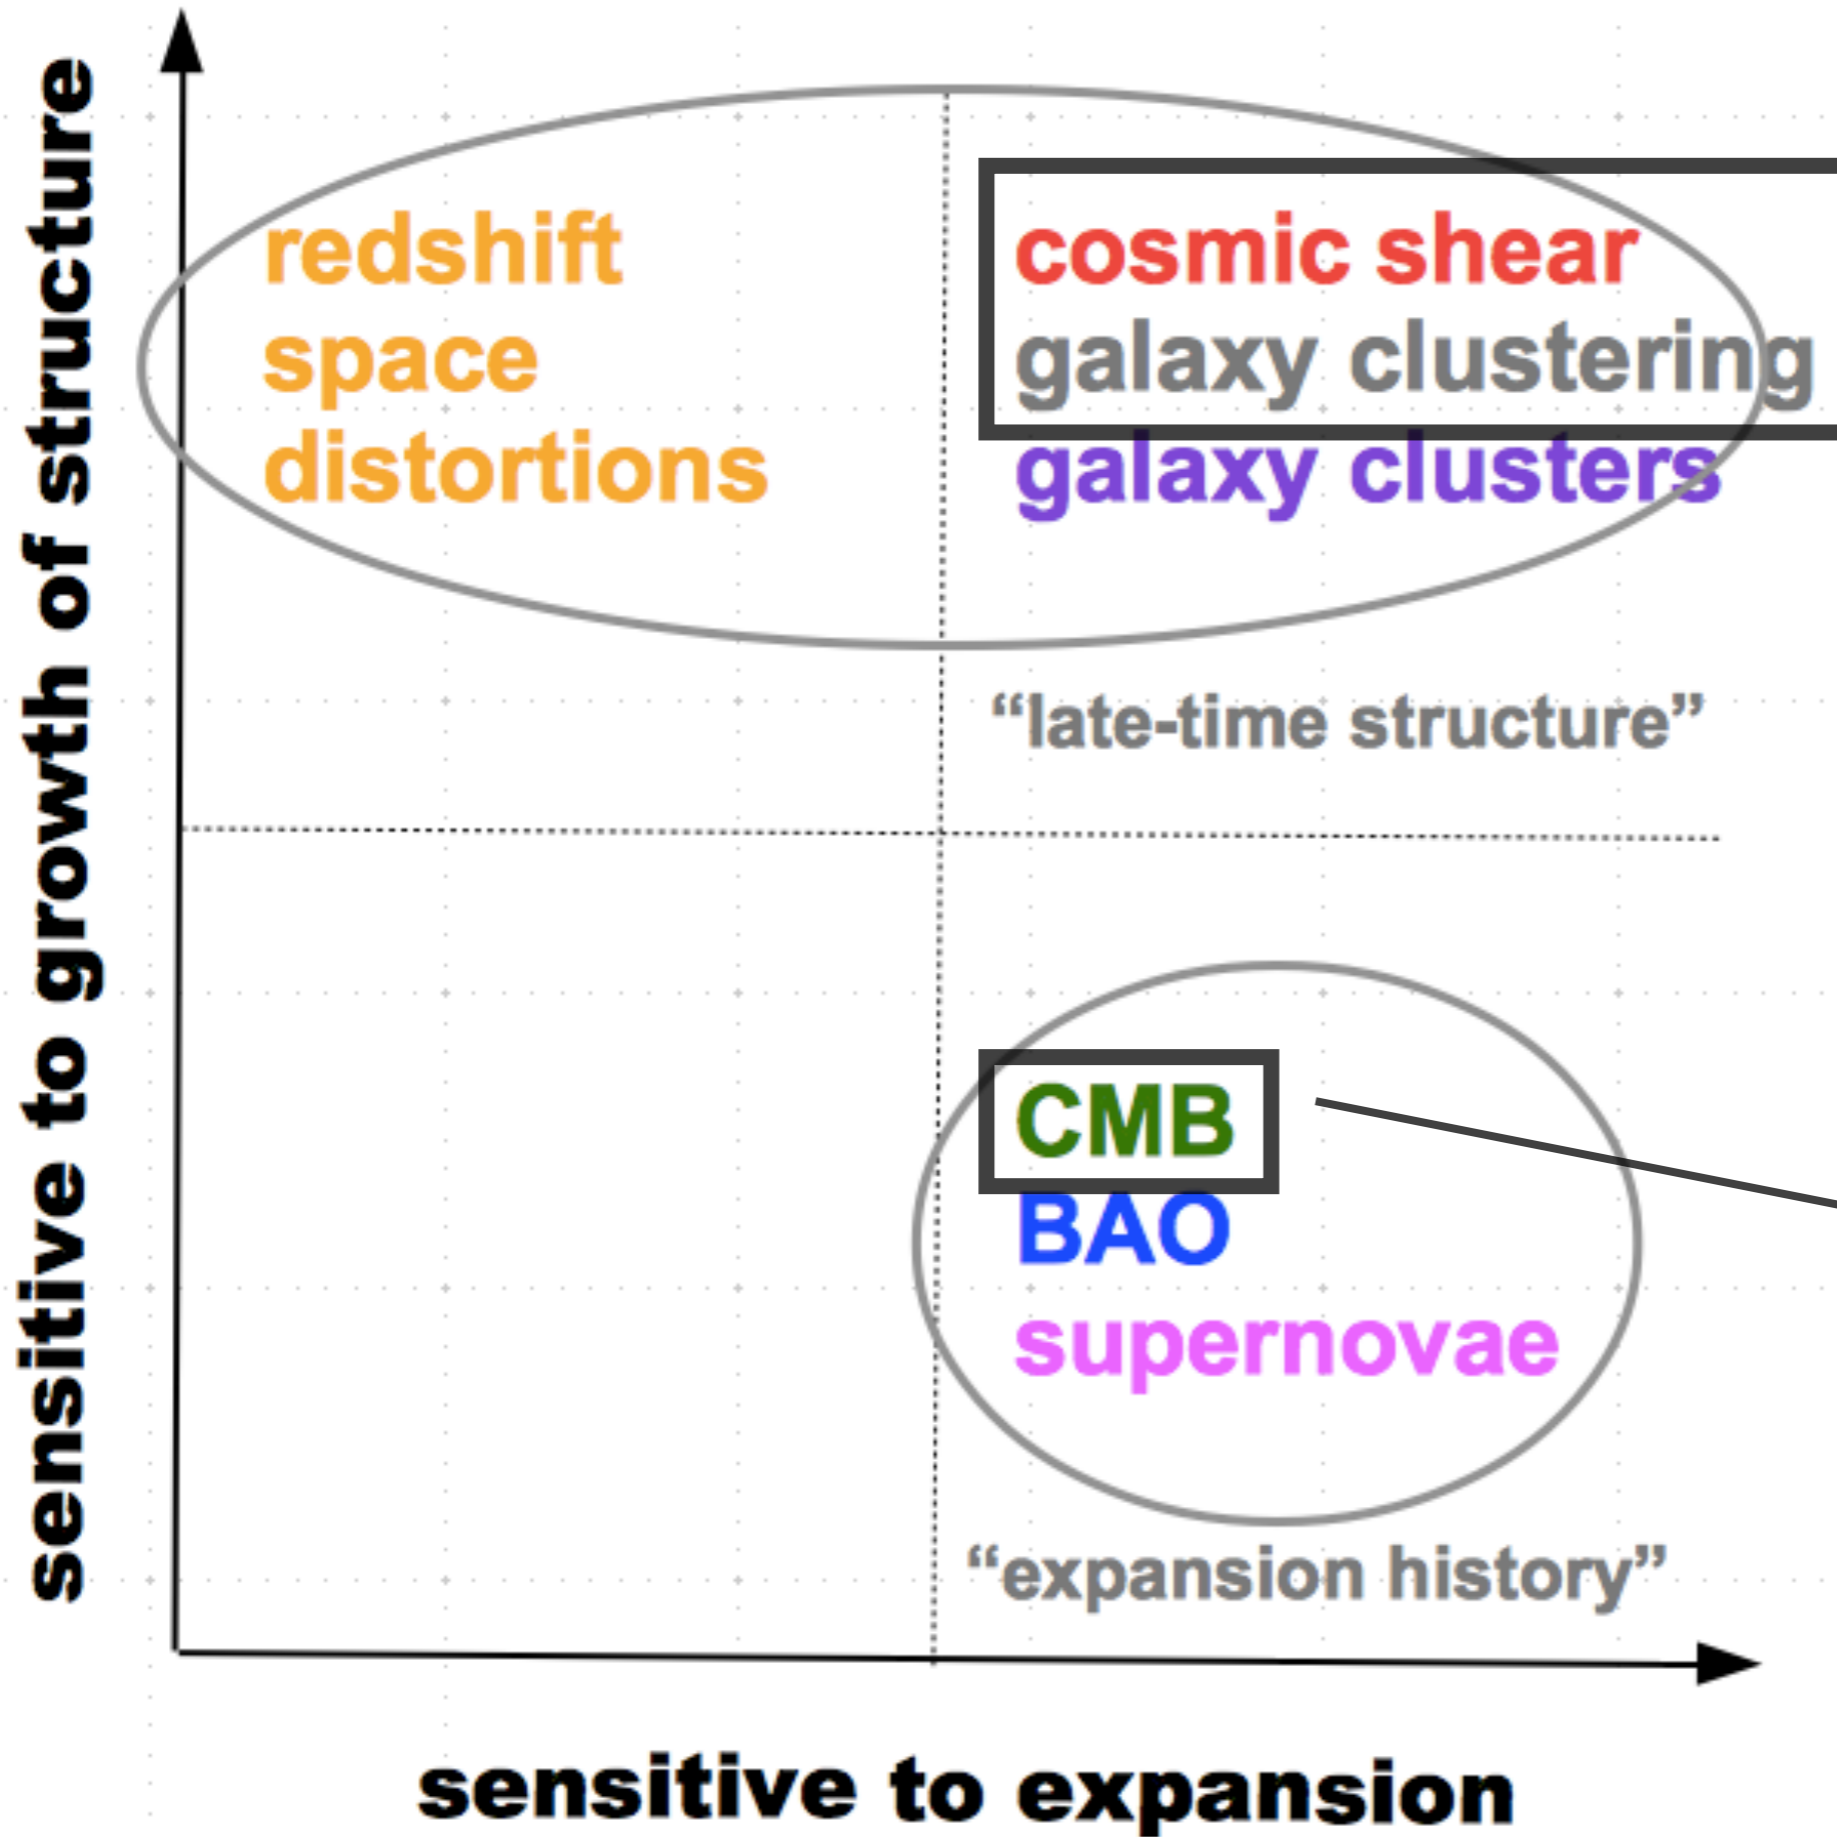 sensitive to growth of structure
redshift
space
distortions
cosmic shear
galaxy clustering
galaxy clusters
“late-time structure”
CMB
BAO
supernovae
“expansion history”
sensitive to expansion